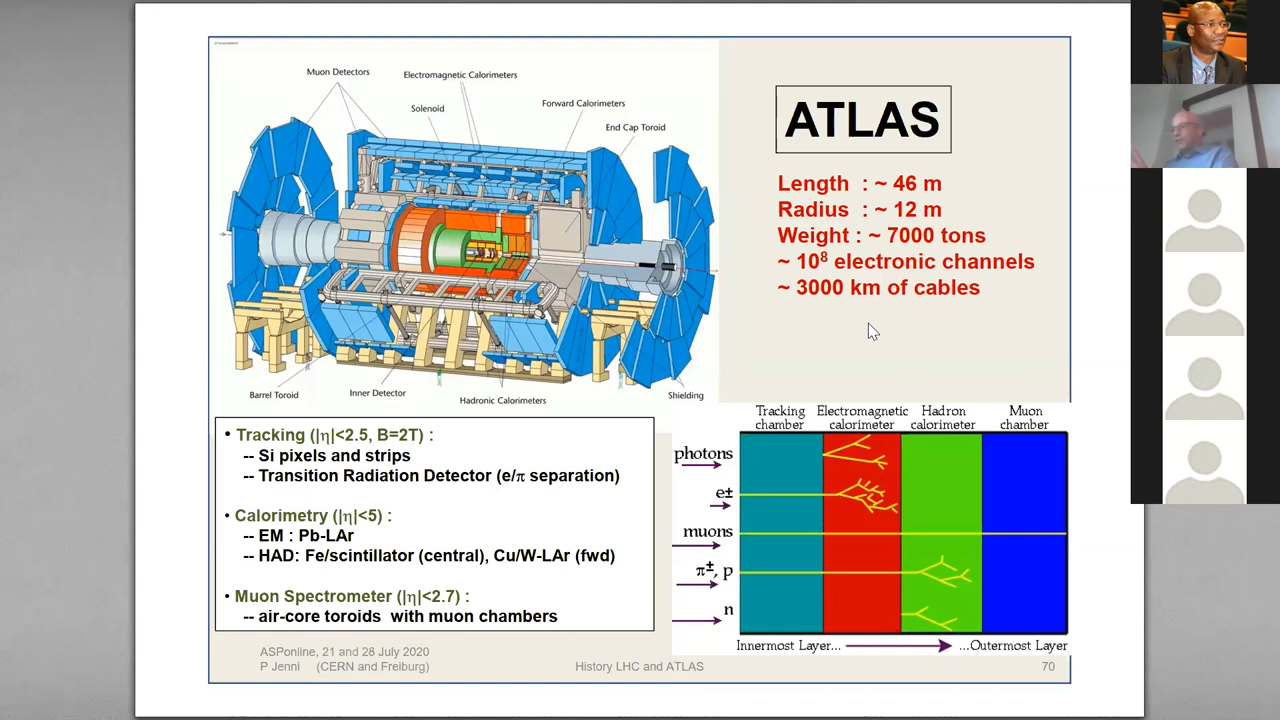 Muon Detectors
Electromagnetic Calorimeters
Solenoid
Forward Calorimeters
End Cap Toroid
Barrel Toroid
Inner Detector
Hadronic Calorimeters
Shielding
ATLAS
Length : ~ 46 m
Radius : ~ 12 m
Weight : ~ 7000 tons
~ 10⁸ electronic channels
~ 3000 km of cables
• Tracking (|η|<2.5, B=2T) :
-- Si pixels and strips
-- Transition Radiation Detector (e/π separation)
• Calorimetry (|η|<5) :
-- EM : Pb-LAr
-- HAD: Fe/scintillator (central), Cu/W-LAr (fwd)
• Muon Spectrometer (|η|<2.7) :
-- air-core toroids with muon chambers
Tracking chamber
Electromagnetic calorimeter
Hadron calorimeter
Muon chamber
photons
e±
muons
π±, p
n
Innermost Layer...
...Outermost Layer
ASPonline, 21 and 28 July 2020
P Jenni (CERN and Freiburg)
History LHC and ATLAS
70